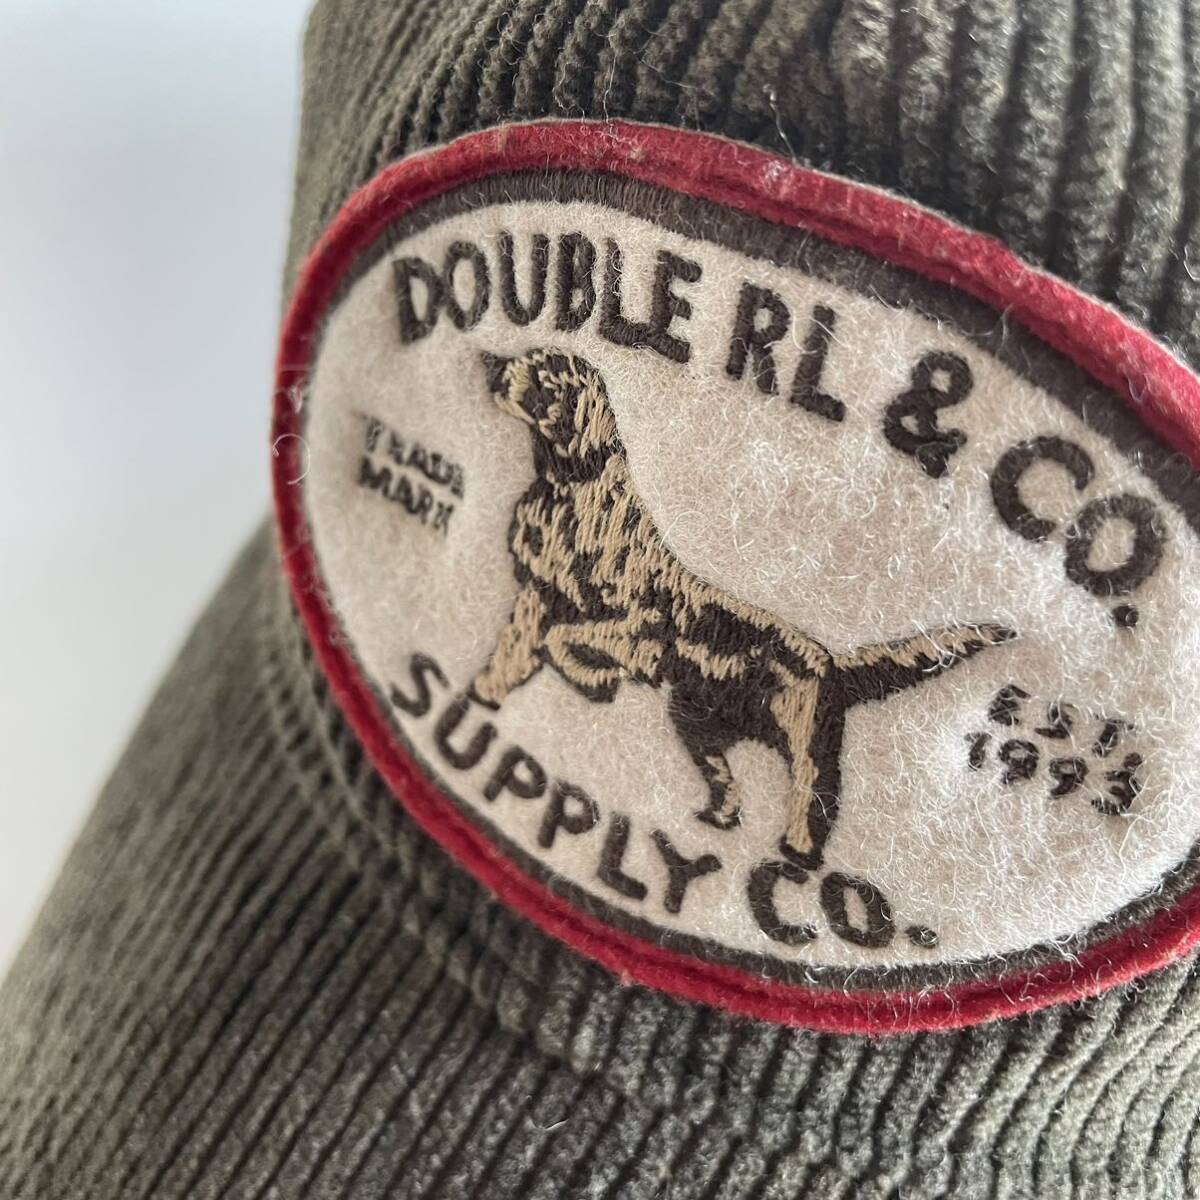 DOUBLE RL & CO.
TRADE
MARK
EST.
1993
SUPPLY CO.